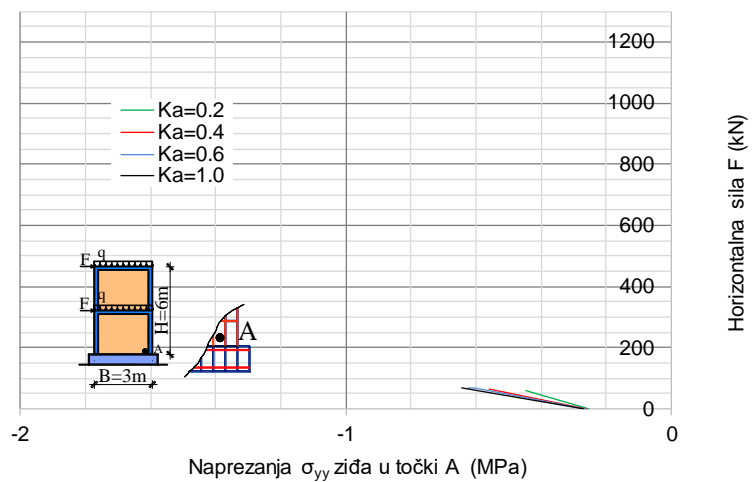 1200
1000
800
600
400
200
0
Horizontalna sila F (kN)
Ka=0.2
Ka=0.4
Ka=0.6
Ka=1.0
q
F
q
F
H=6m
A
B=3m
A
-2
-1
0
Naprezanja σyy ziđa u točki A (MPa)